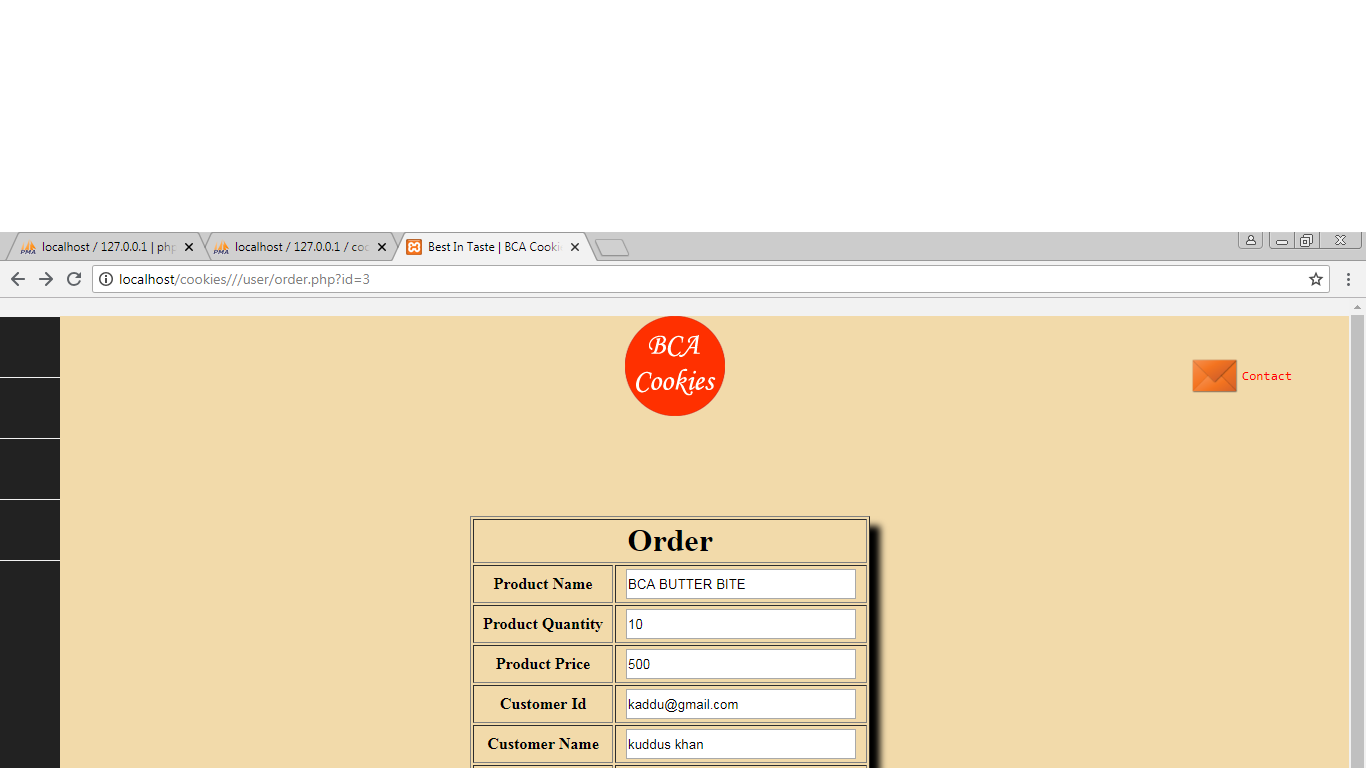 localhost / 127.0.0.1 | php
localhost / 127.0.0.1 / coo
Best In Taste | BCA Cooki
localhost/cookies///user/order.php?id=3
BCA
Cookies
Contact
Order
Product Name BCA BUTTER BITE
Product Quantity 10
Product Price 500
Customer Id kaddu@gmail.com
Customer Name kuddus khan